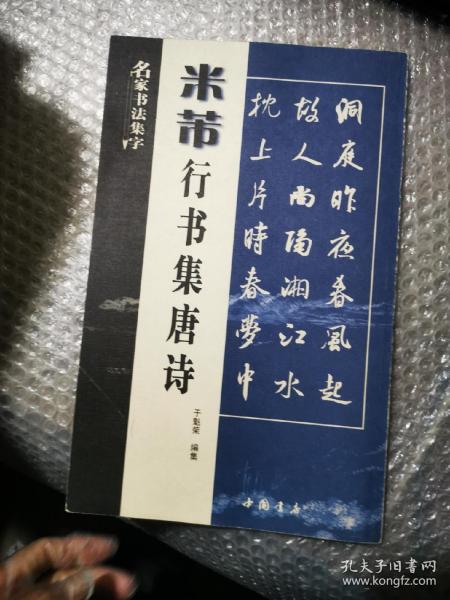 名家书法集字
米芾
行书集唐诗
于魁荣 编集
洞庭昨夜春风起
故人尚隔湘江水
枕上片時春夢中
中国书店
孔夫子旧书网
www.kongfz.com